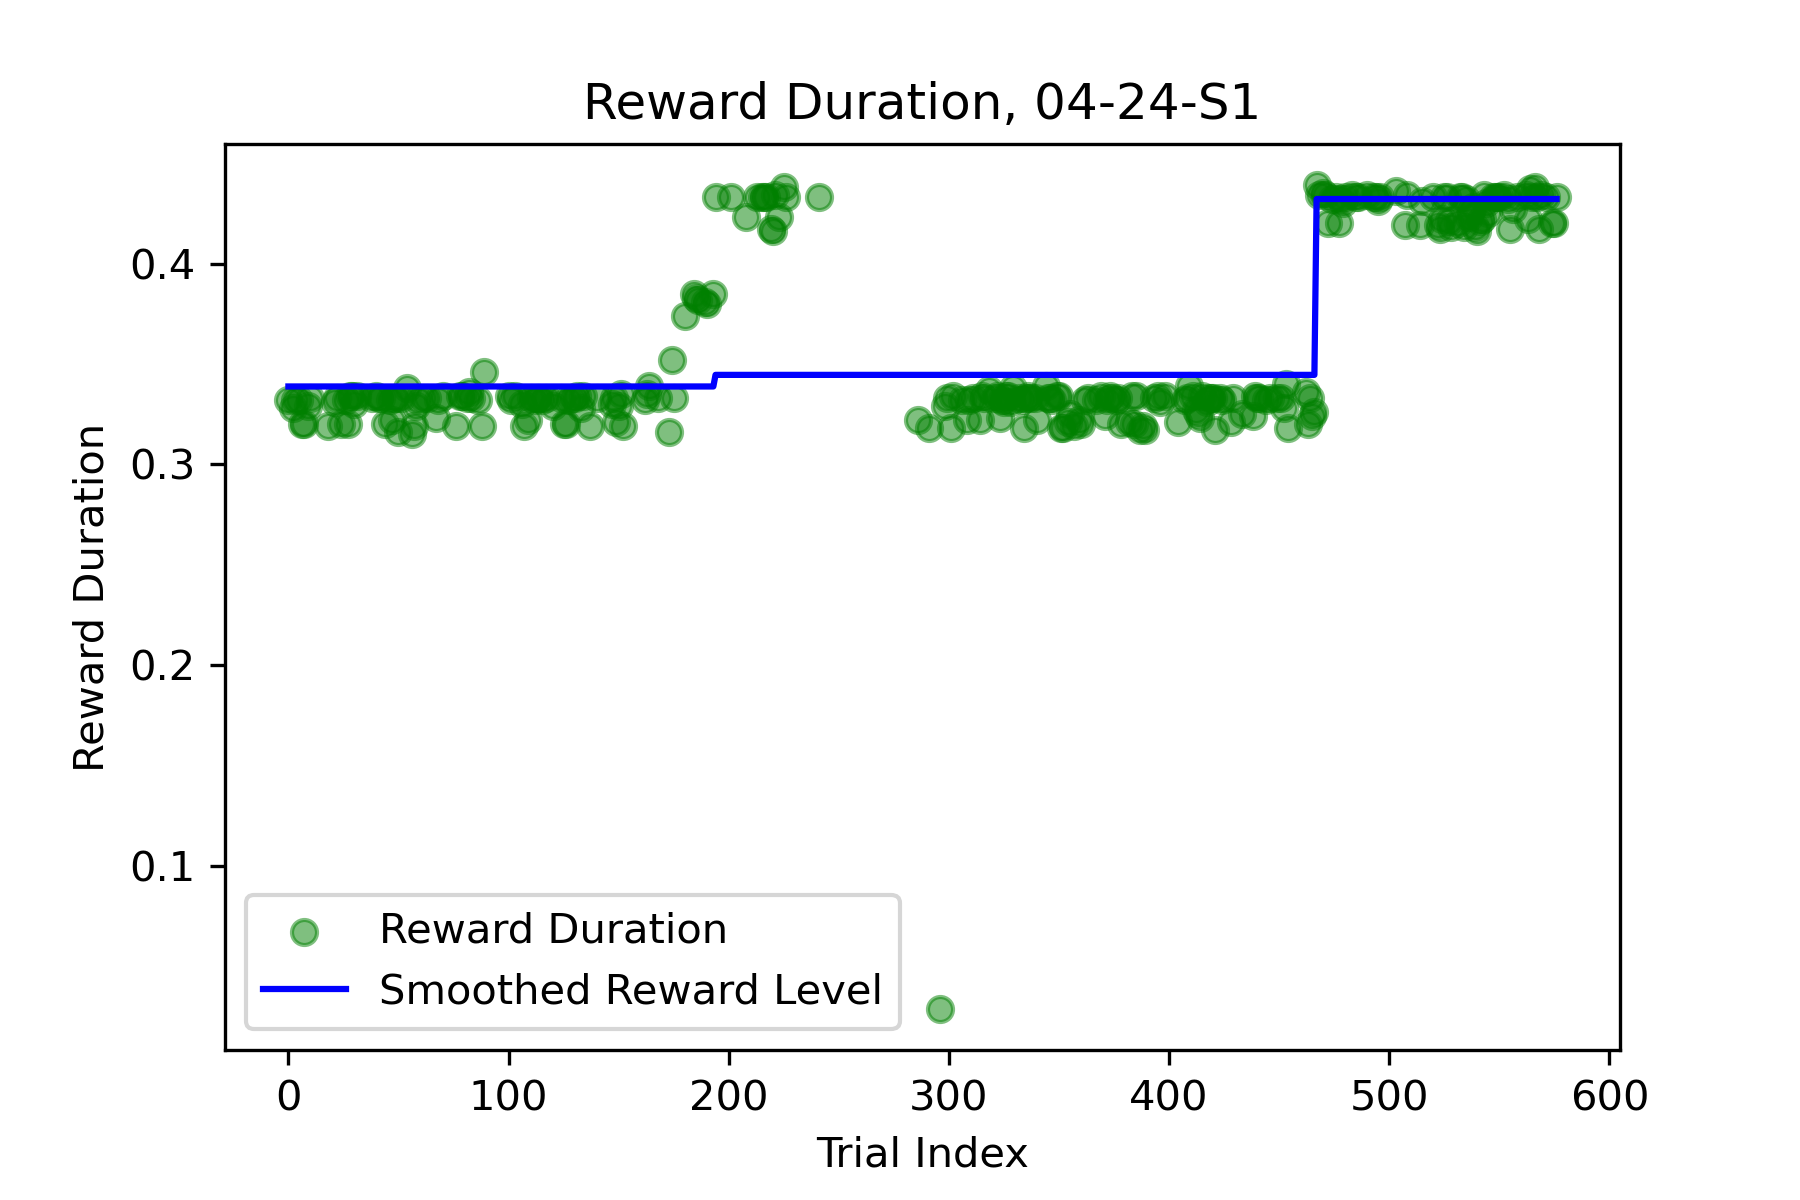 Reward Duration, 04-24-S1
Reward Duration
0.4
0.3
0.2
0.1
Reward Duration
Smoothed Reward Level
0 100 200 300 400 500 600
Trial Index